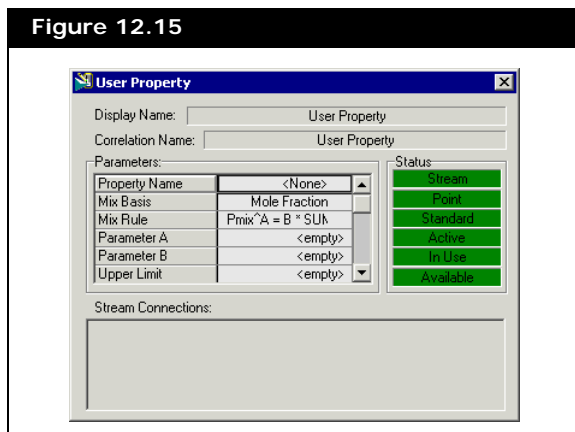 Figure 12.15
User Property
Display Name: User Property
Correlation Name: User Property
Parameters:
Property Name <None>
Mix Basis Mole Fraction
Mix Rule Pmix^A = B * SUM
Parameter A <empty>
Parameter B <empty>
Upper Limit <empty>
Status
Stream
Point
Standard
Active
In Use
Available
Stream Connections: